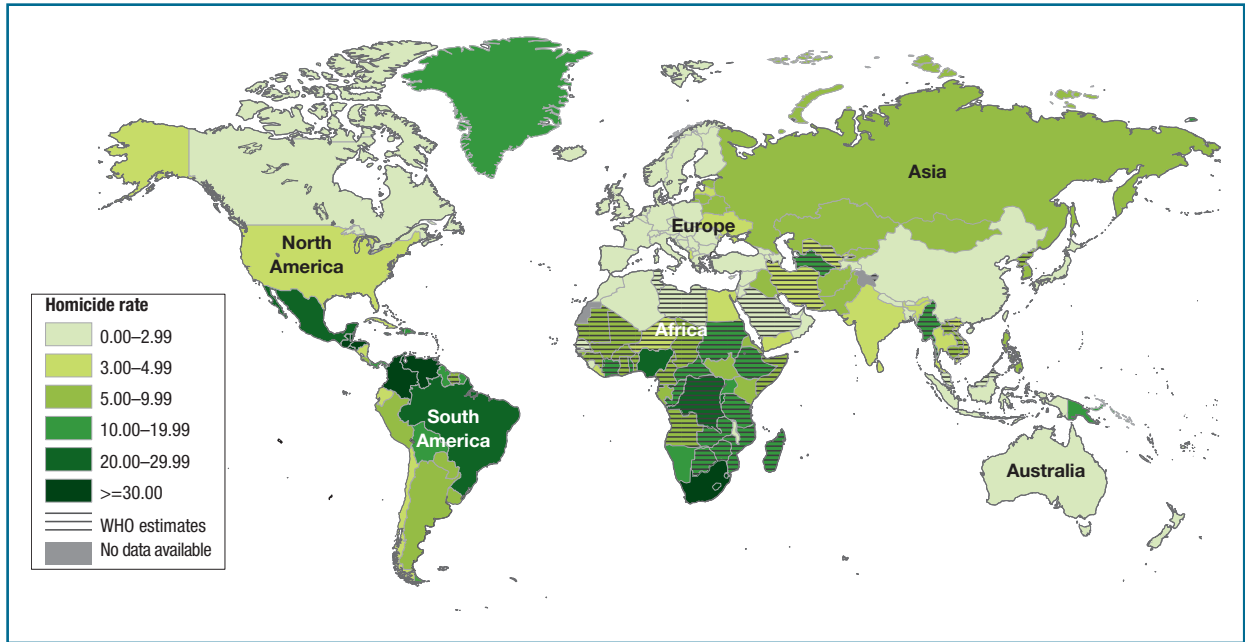 Asia
Europe
North
America
Africa
South
America
Australia
Homicide rate
0.00–2.99
3.00–4.99
5.00–9.99
10.00–19.99
20.00–29.99
>=30.00
WHO estimates
No data available